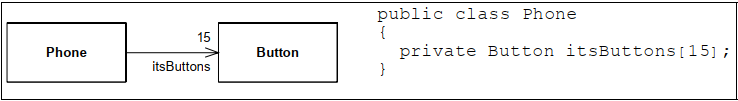 Phone
15
itsButtons
Button
public class Phone
{
private Button itsButtons[15];
}